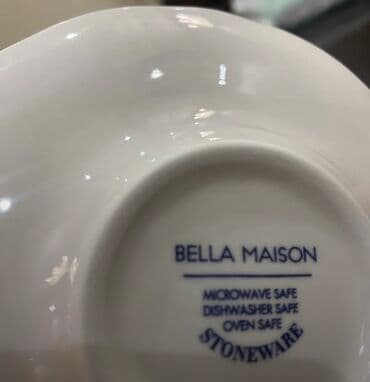 BELLA MAISON
MICROWAVE SAFE
DISHWASHER SAFE
OVEN SAFE
STONEWARE